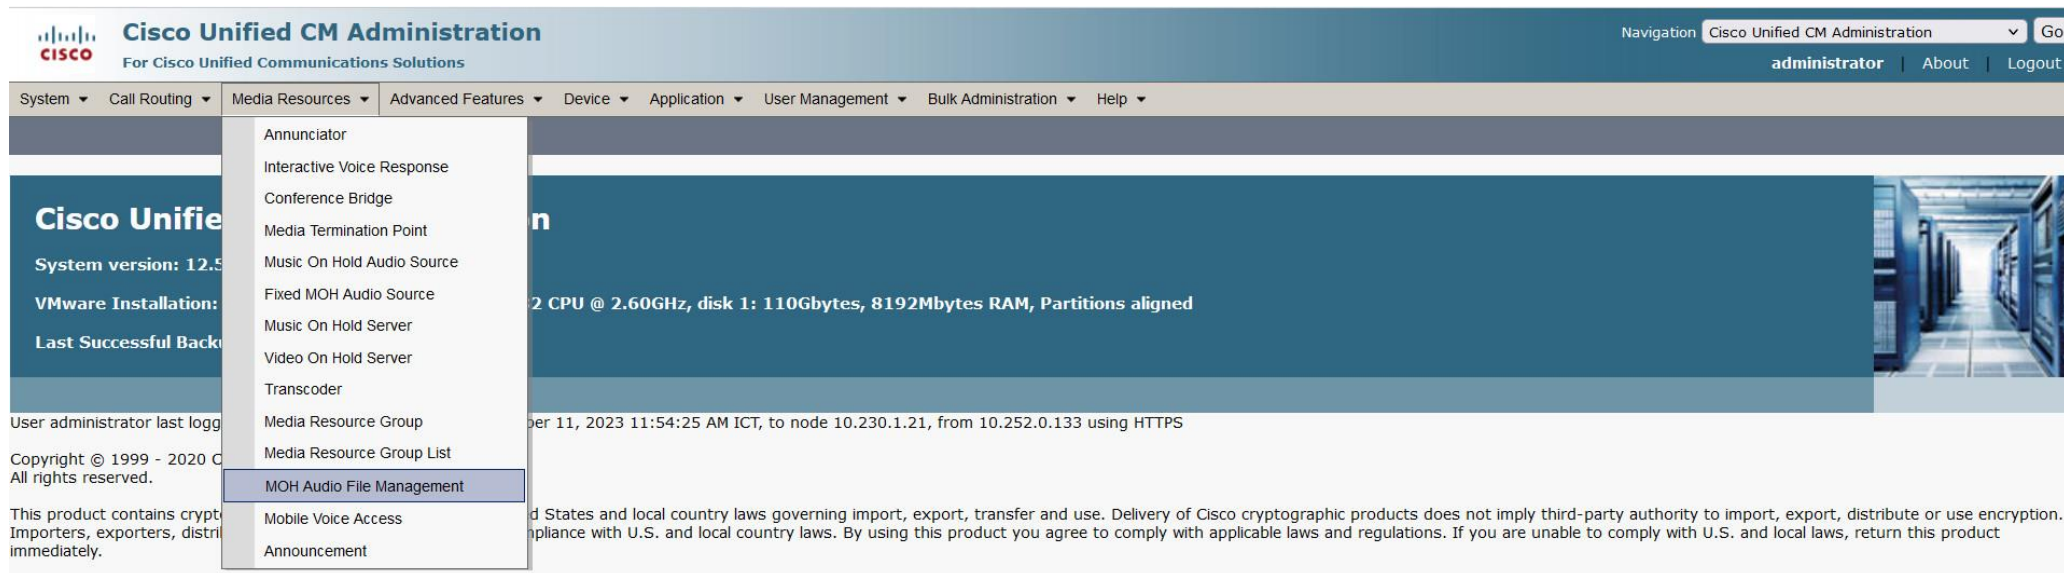 CISCO
Cisco Unified CM Administration
For Cisco Unified Communications Solutions
Navigation Cisco Unified CM Administration Go
administrator | About | Logout
System Call Routing Media Resources Advanced Features Device Application User Management Bulk Administration Help
Annunciator
Interactive Voice Response
Conference Bridge
Media Termination Point
Music On Hold Audio Source
Fixed MOH Audio Source
Music On Hold Server
Video On Hold Server
Transcoder
Media Resource Group
Media Resource Group List
MOH Audio File Management
Mobile Voice Access
Announcement
Cisco Unifie n
System version: 12.5
VMware Installation: 2 CPU @ 2.60GHz, disk 1: 110Gbytes, 8192Mbytes RAM, Partitions aligned
Last Successful Back
User administrator last logg ber 11, 2023 11:54:25 AM ICT, to node 10.230.1.21, from 10.252.0.133 using HTTPS
Copyright © 1999 - 2020 C
All rights reserved.
This product contains crypt d States and local country laws governing import, export, transfer and use. Delivery of Cisco cryptographic products does not imply third-party authority to import, export, distribute or use encryption.
Importers, exporters, distri pliance with U.S. and local country laws. By using this product you agree to comply with applicable laws and regulations. If you are unable to comply with U.S. and local laws, return this product
immediately.